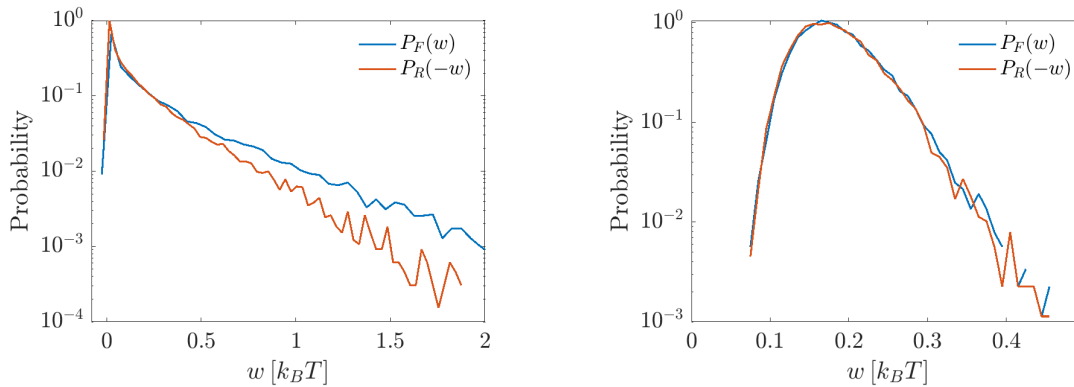 10^0
10^-1
10^-2
10^-3
10^-4
Probability
P_F(w)
P_R(-w)
0
0.5
1
1.5
2
w [k_BT]
10^0
10^-1
10^-2
10^-3
Probability
P_F(w)
P_R(-w)
0
0.1
0.2
0.3
0.4
w [k_BT]